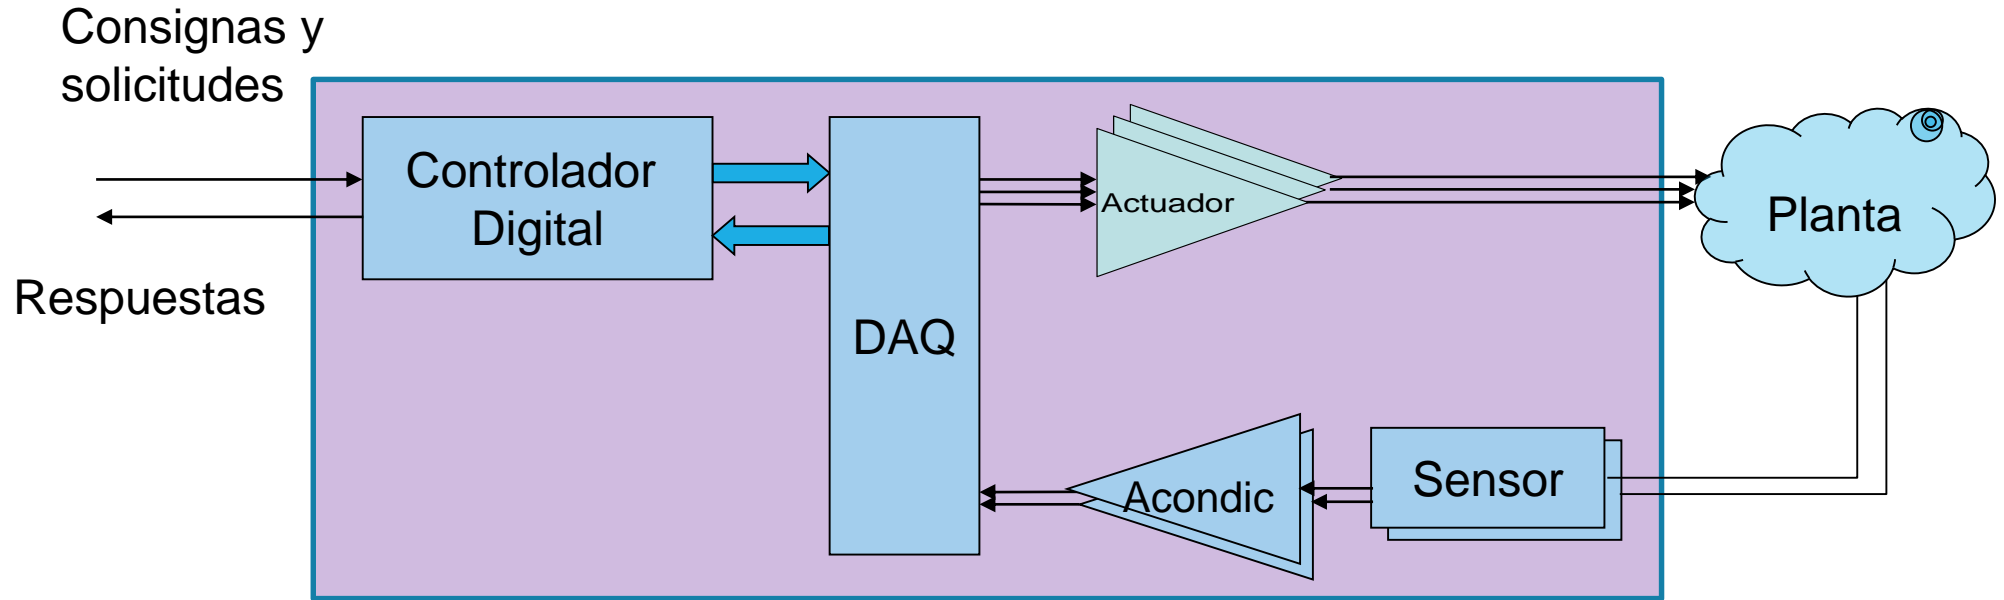 Consignas y
solicitudes
Controlador
Digital
Actuador
Planta
Respuestas
DAQ
Acondic
Sensor